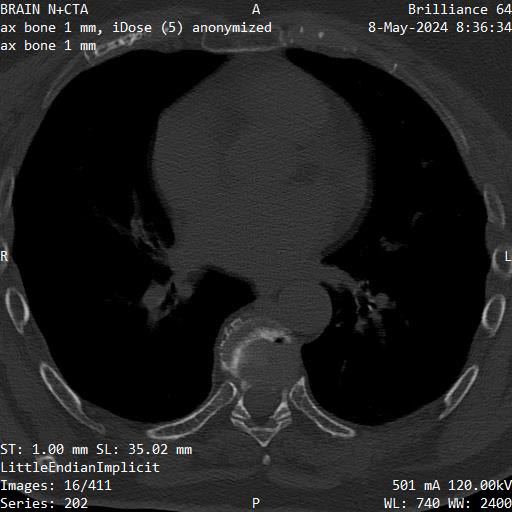 BRAIN N+CTA
A
Brilliance 64
ax bone 1 mm, iDose (5) anonymized
8-May-2024 8:36:34
ax bone 1 mm
R
L
ST: 1.00 mm SL: 35.02 mm
LittleEndianImplicit
Images: 16/411
501 mA 120.00kV
Series: 202
P
WL: 740 WW: 2400